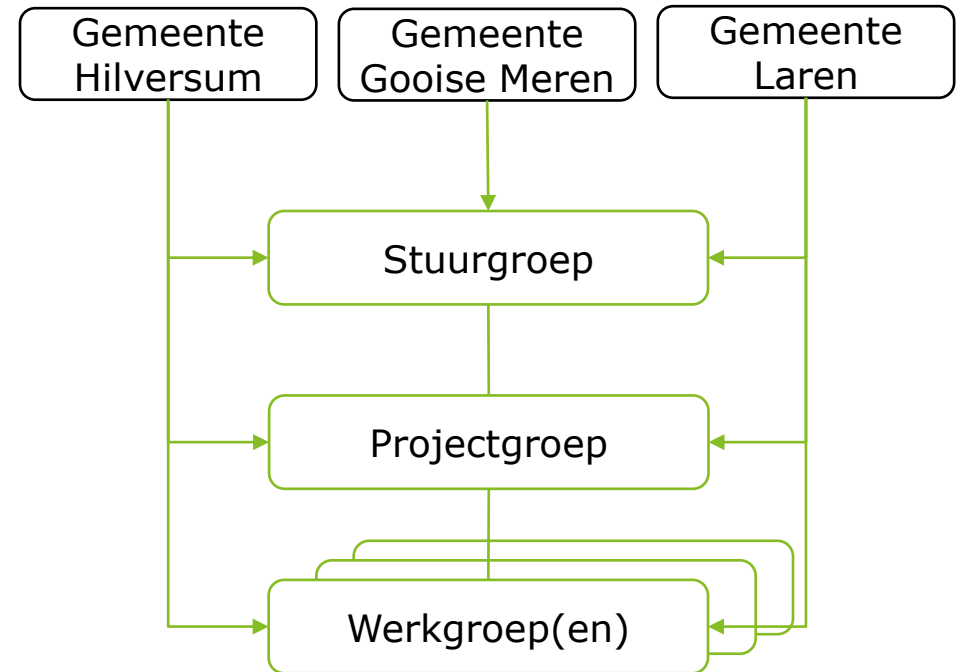 Gemeente
Hilversum
Gemeente
Gooise Meren
Gemeente
Laren
Stuurgroep
Projectgroep
Werkgroep(en)